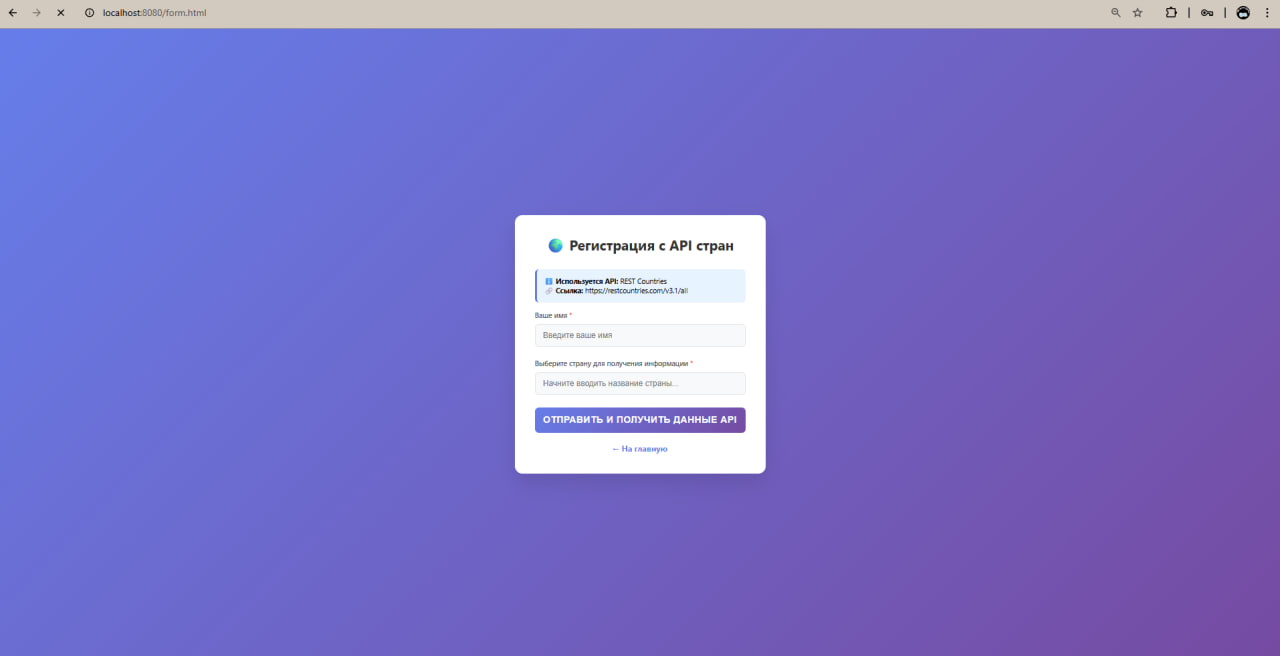 localhost:8080/form.html
Регистрация с API стран
Используется API: REST Countries
Ссылка: https://restcountries.com/v3.1/all
Ваше имя *
Введите ваше имя
Выберите страну для получения информации *
Начните вводить название страны...
ОТПРАВИТЬ И ПОЛУЧИТЬ ДАННЫЕ API
← На главную